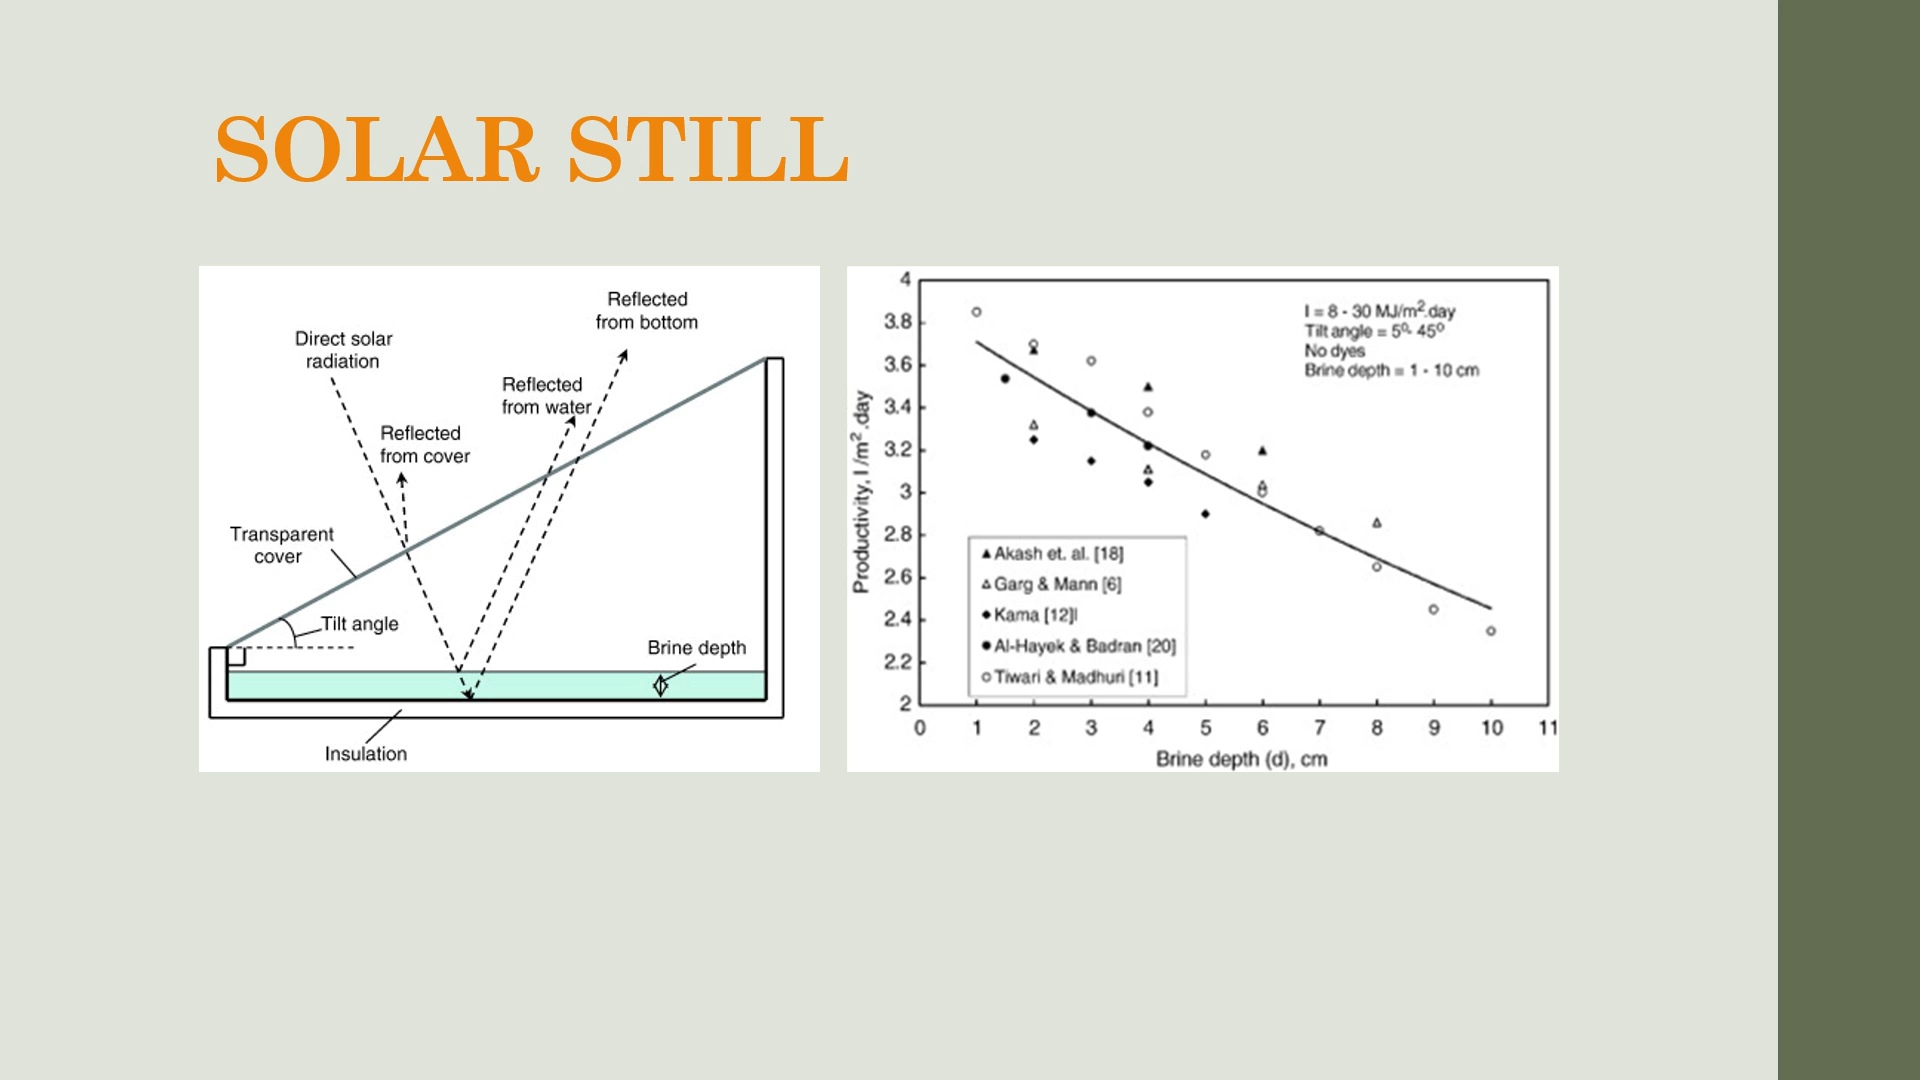 SOLAR STILL
Reflected
from bottom
Direct solar
radiation
Reflected
from water
Reflected
from cover
Transparent
cover
Tilt angle
Brine depth
Insulation
4
3.8
3.6
3.4
3.2
3
2.8
2.6
2.4
2.2
2
Productivity, l /m².day
I = 8 - 30 MJ/m².day
Tilt angle = 5º- 45º
No dyes
Brine depth = 1 - 10 cm
Akash et. al. [18]
Garg & Mann [6]
Kama [12]l
Al-Hayek & Badran [20]
Tiwari & Madhuri [11]
0 1 2 3 4 5 6 7 8 9 10 11
Brine depth (d), cm